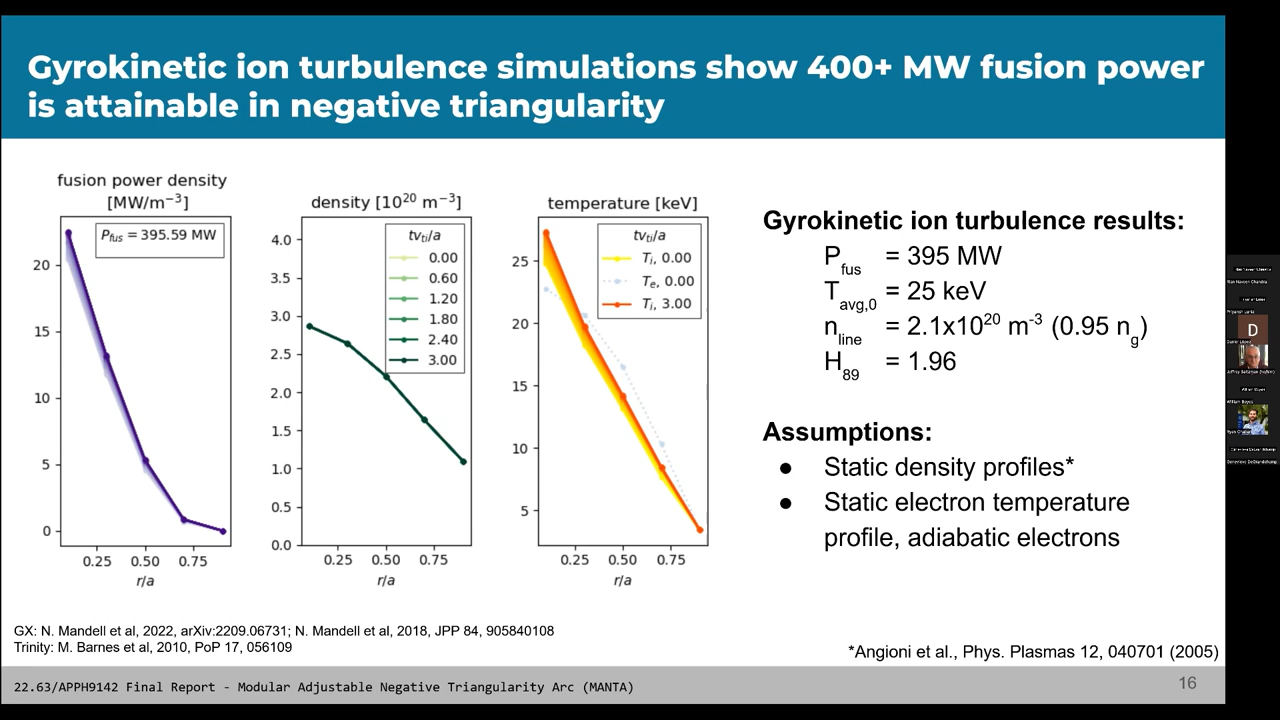 Gyrokinetic ion turbulence simulations show 400+ MW fusion power
is attainable in negative triangularity
fusion power density
[MW/m⁻³]
P_fus = 395.59 MW
20
15
10
5
0
0.25 0.50 0.75
r/a
density [10²⁰ m⁻³]
tv_ti/a
0.00
0.60
1.20
1.80
2.40
3.00
4.0
3.5
3.0
2.5
2.0
1.5
1.0
0.5
0.0
0.25 0.50 0.75
r/a
temperature [keV]
tv_ti/a
T_i, 0.00
T_e, 0.00
T_i, 3.00
25
20
15
10
5
0.25 0.50 0.75
r/a
Gyrokinetic ion turbulence results:
P_fus = 395 MW
T_avg,0 = 25 keV
n_line = 2.1x10²⁰ m⁻³ (0.95 n_g)
H_89 = 1.96
Assumptions:
● Static density profiles*
● Static electron temperature
profile, adiabatic electrons
GX: N. Mandell et al, 2022, arXiv:2209.06731; N. Mandell et al, 2018, JPP 84, 905840108
Trinity: M. Barnes et al, 2010, PoP 17, 056109
*Angioni et al., Phys. Plasmas 12, 040701 (2005)
22.63/APPH9142 Final Report - Modular Adjustable Negative Triangularity Arc (MANTA)
16
D